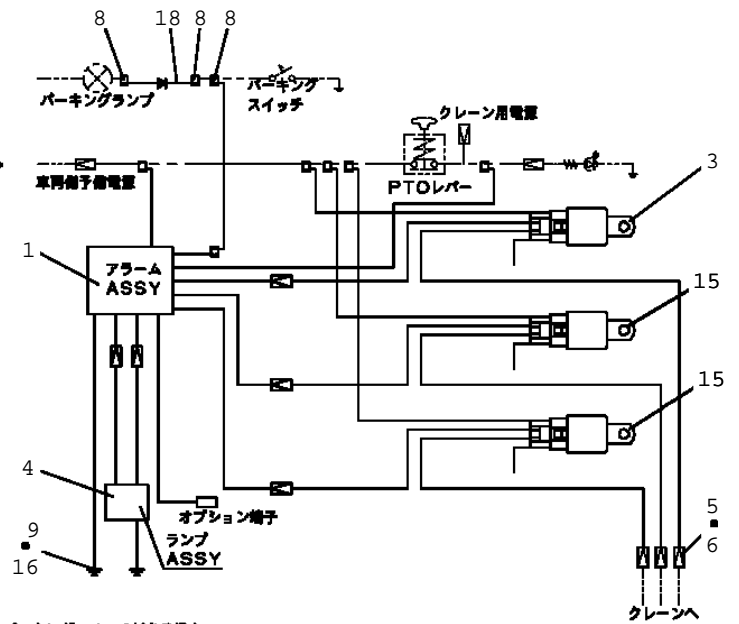 8 18 8 8
パーキングランプ
パーキング
スイッチ
クレーン用電源
車両側予備電源
PTOレバー
3
1
アラーム
ASSY
15
15
4
オプション端子
ランプ
ASSY
9
16
5
6
クレーンへ